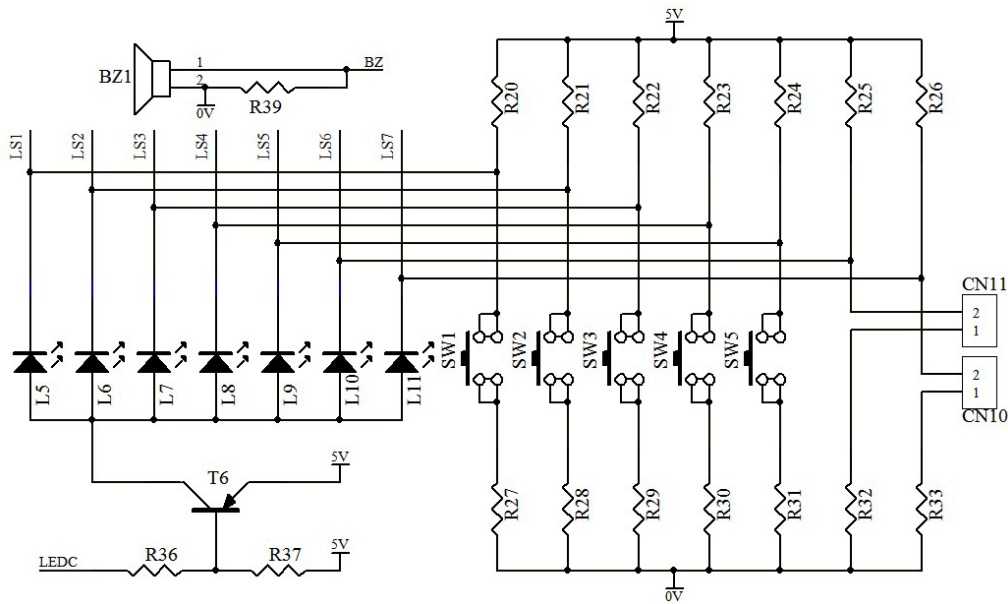 5V
BZ1
1
BZ
2
0V
R39
R20
R21
R22
R23
R24
R25
R26
LS1
LS2
LS3
LS4
LS5
LS6
LS7
CN11
2
1
SW1
SW2
SW3
SW4
SW5
L5
L6
L7
L8
L9
L10
L11
2
1
CN10
T6
5V
R27
R28
R29
R30
R31
R32
R33
LEDC
R36
R37
5V
0V